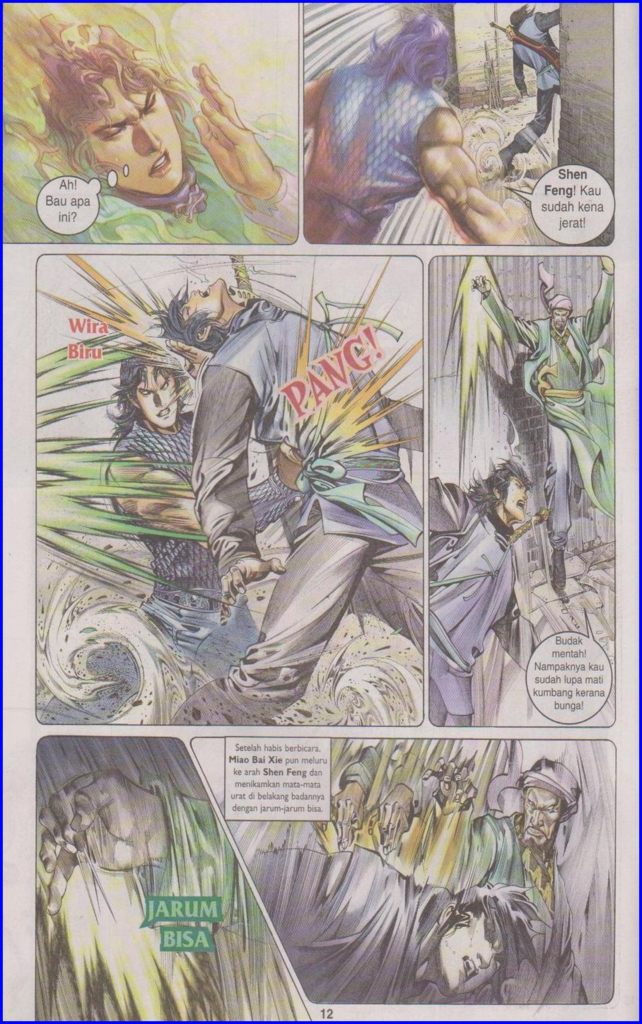 Ah!
Bau apa
ini?
Shen
Feng! Kau
sudah kena
jerat!
Wira
Biru
PANG!
Budak
mentah!
Nampaknya kau
sudah lupa mati
kumbang kerana
bunga!
Setelah habis berbicara,
Miao Bai Xie pun meluru
ke arah Shen Feng dan
menikamkan mata-mata
urat di belakang badannya
dengan jarum-jarum bisa.
JARUM
BISA
12